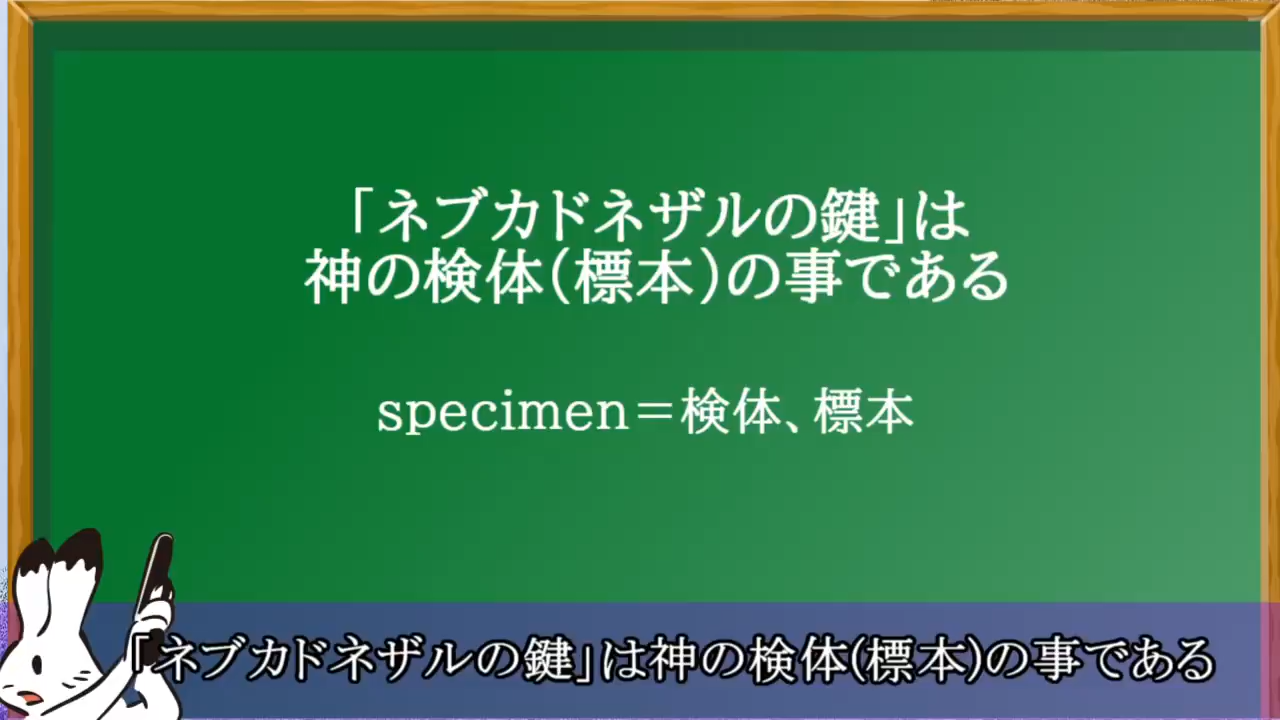 「ネブカドネザルの鍵」は
神の検体(標本)の事である
specimen=検体、標本
「ネブカドネザルの鍵」は神の検体(標本)の事である